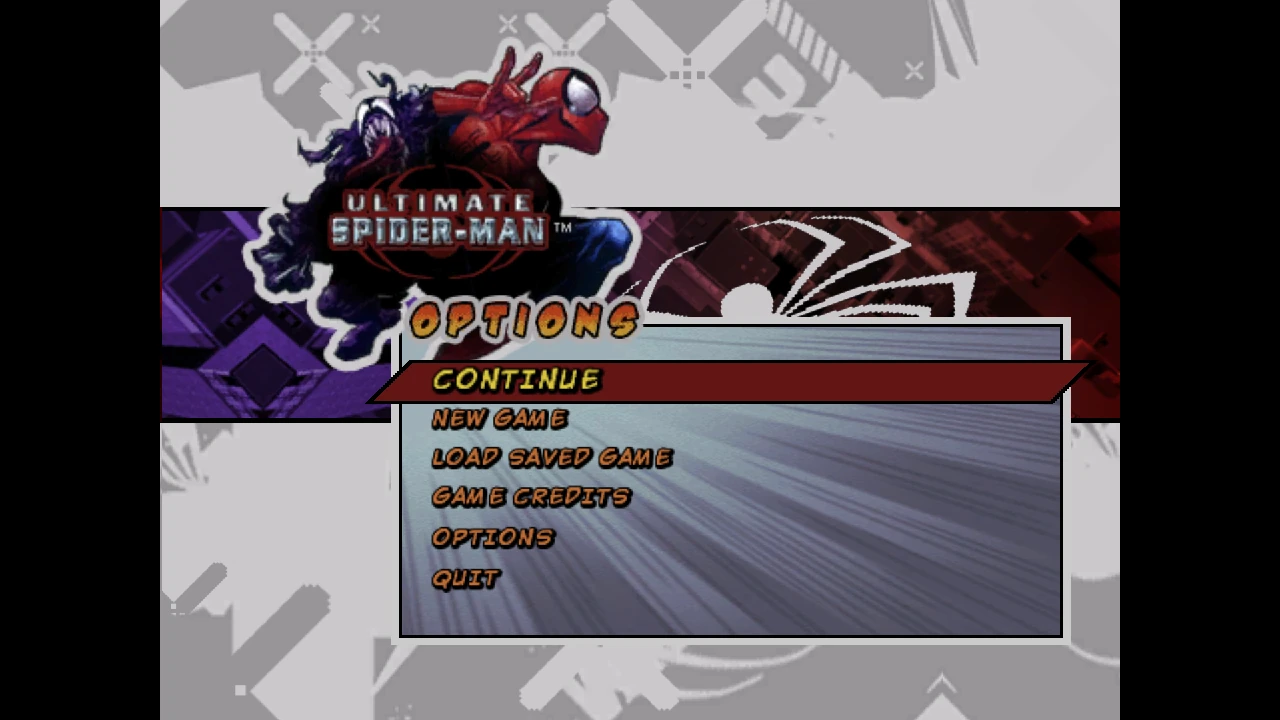 ULTIMATE
SPIDER-MAN™
OPTIONS
CONTINUE
NEW GAME
LOAD SAVED GAME
GAME CREDITS
OPTIONS
QUIT